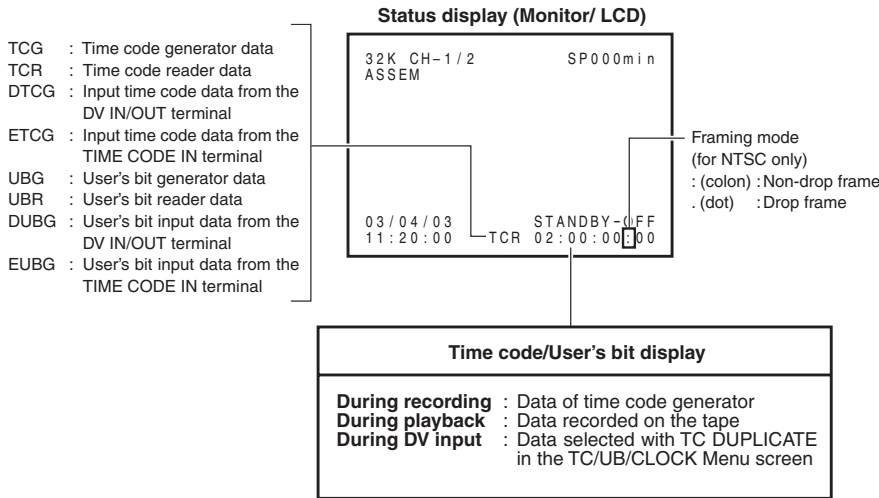 Status display (Monitor/ LCD)
TCG : Time code generator data
TCR : Time code reader data
DTCG : Input time code data from the
DV IN/OUT terminal
ETCG : Input time code data from the
TIME CODE IN terminal
UBG : User's bit generator data
UBR : User's bit reader data
DUBG : User's bit input data from the
DV IN/OUT terminal
EUBG : User's bit input data from the
TIME CODE IN terminal
32K CH–1/2 SP000min
ASSEM
03/04/03 STANDBY–OFF
11:20:00 TCR 02:00:00:00
Framing mode
(for NTSC only)
: (colon) : Non-drop frame
. (dot) : Drop frame
Time code/User's bit display
During recording : Data of time code generator
During playback : Data recorded on the tape
During DV input : Data selected with TC DUPLICATE
in the TC/UB/CLOCK Menu screen